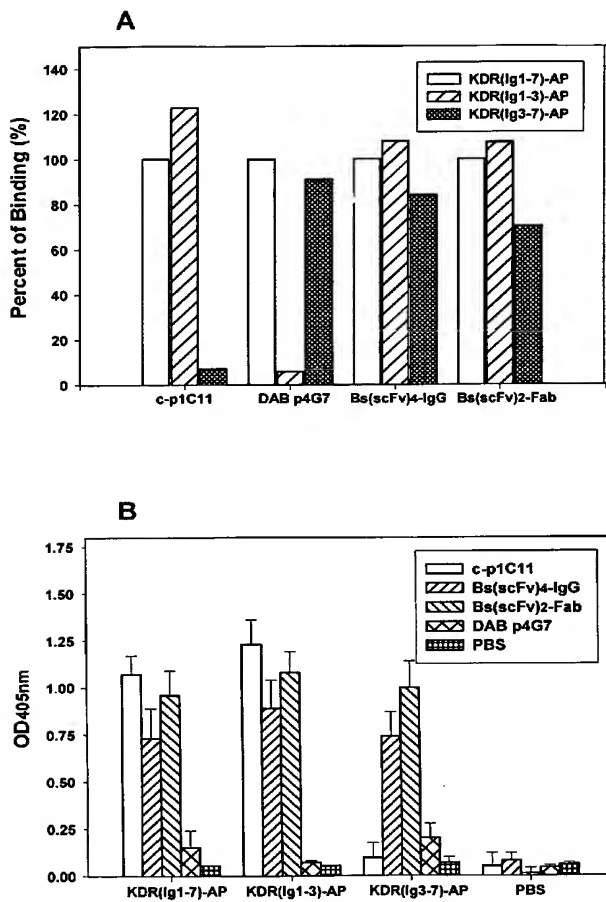 A
KDR(Ig1-7)-AP
KDR(Ig1-3)-AP
KDR(Ig3-7)-AP
Percent of Binding (%)
140
120
100
80
60
40
20
0
c-p1C11 DAB p4G7 Bs(scFv)4-IgG Bs(scFv)2-Fab
B
c-p1C11
Bs(scFv)4-IgG
Bs(scFv)2-Fab
DAB p4G7
PBS
OD405nm
1.75
1.50
1.25
1.00
0.75
0.50
0.25
0.00
KDR(Ig1-7)-AP KDR(Ig1-3)-AP KDR(Ig3-7)-AP PBS